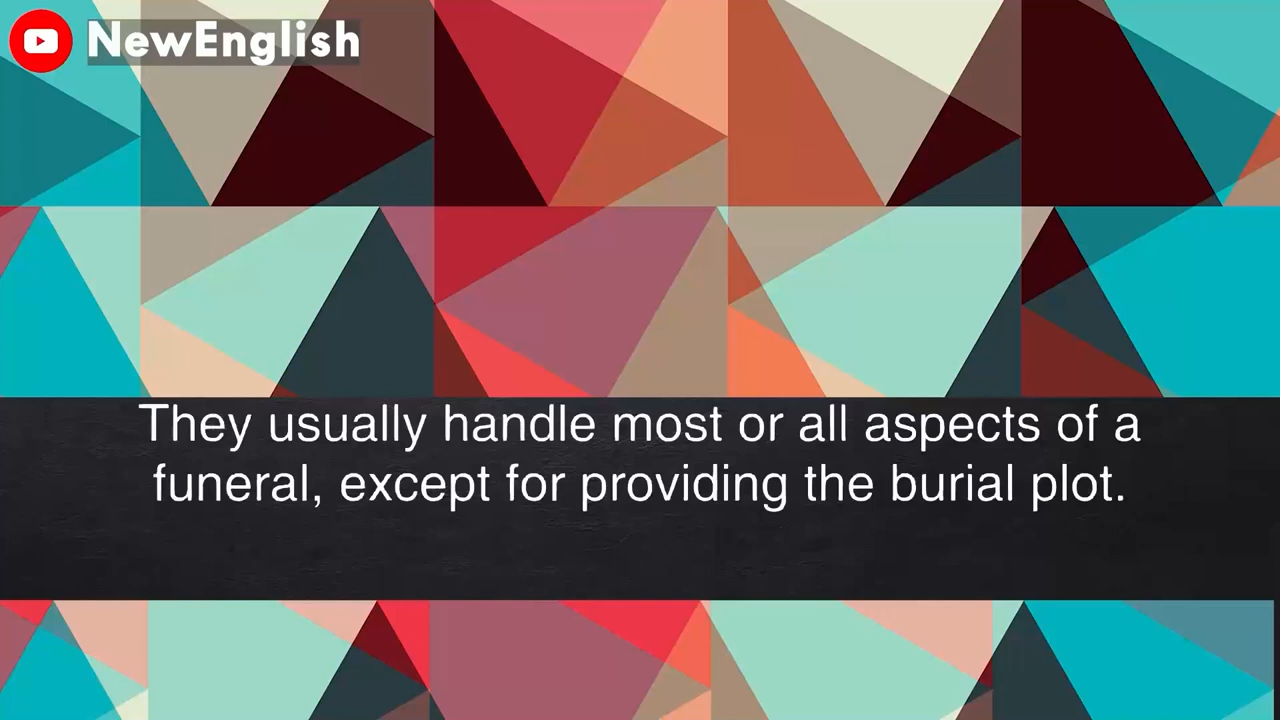 NewEnglish
They usually handle most or all aspects of a
funeral, except for providing the burial plot.